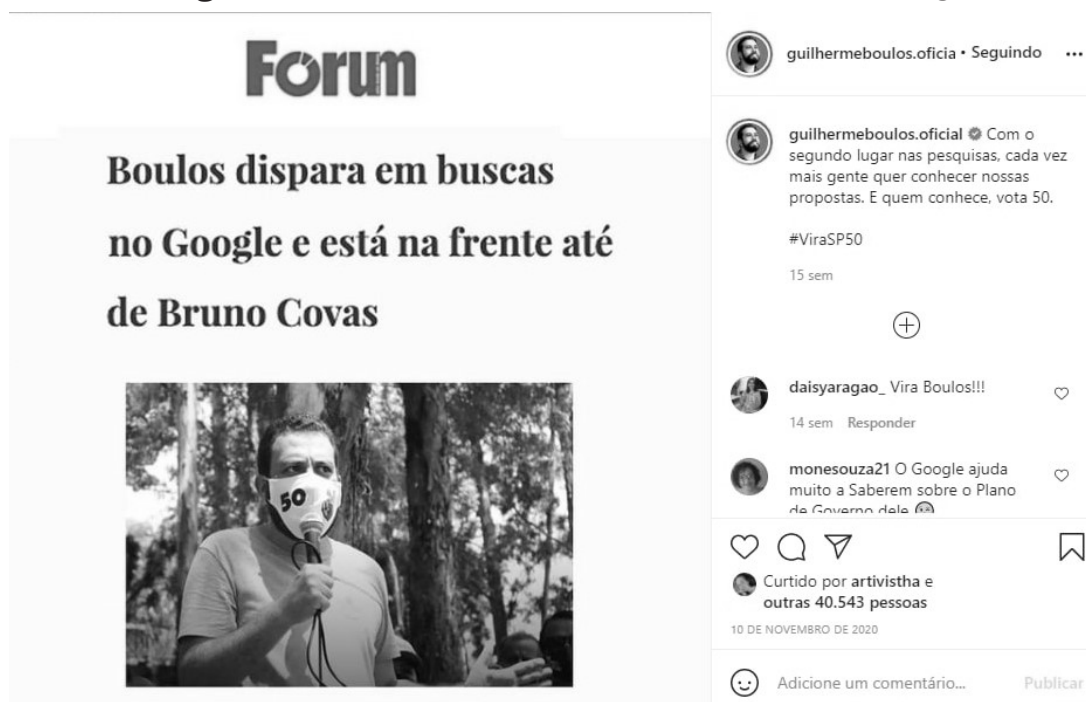 Forum
Boulos dispara em buscas
no Google e está na frente até
de Bruno Covas
50
guilhermeboulos.oficia • Seguindo
guilhermeboulos.oficial Com o
segundo lugar nas pesquisas, cada vez
mais gente quer conhecer nossas
propostas. E quem conhece, vota 50.
#ViraSP50
15 sem
daisyaragao_ Vira Boulos!!!
14 sem Responder
monesouza21 O Google ajuda
muito a Saberem sobre o Plano
de Governo dele
Curtido por artivistha e
outras 40.543 pessoas
10 DE NOVEMBRO DE 2020
Adicione um comentário... Publicar